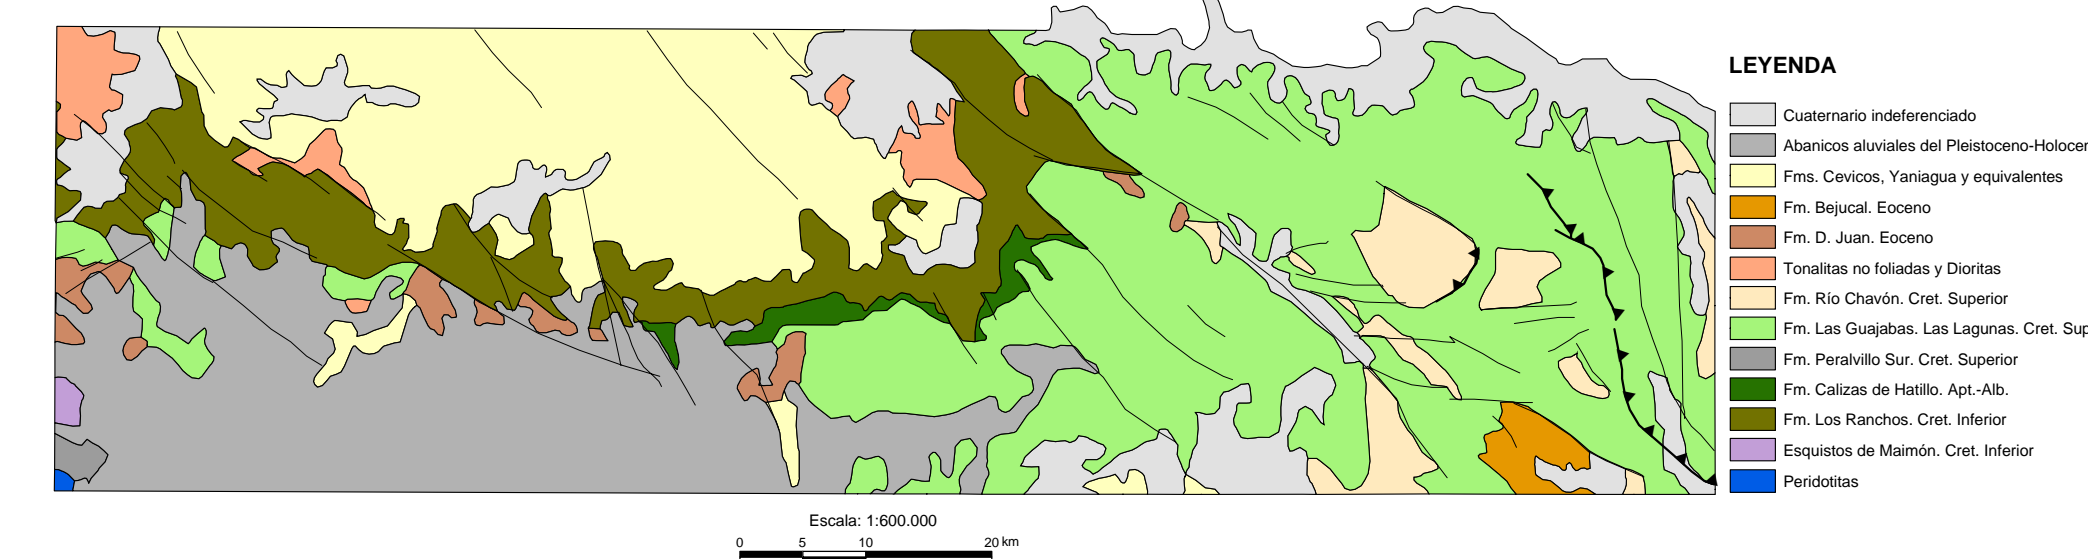 LEYENDA
Cuaternario indeferenciado
Abanicos aluviales del Pleistoceno-Holocen
Fms. Cevicos, Yaniagua y equivalentes
Fm. Bejucal. Eoceno
Fm. D. Juan. Eoceno
Tonalitas no foliadas y Dioritas
Fm. Río Chavón. Cret. Superior
Fm. Las Guajabas. Las Lagunas. Cret. Sup
Fm. Peralvillo Sur. Cret. Superior
Fm. Calizas de Hatillo. Apt.-Alb.
Fm. Los Ranchos. Cret. Inferior
Esquistos de Maimón. Cret. Inferior
Peridotitas
Escala: 1:600.000
0 5 10 20 km